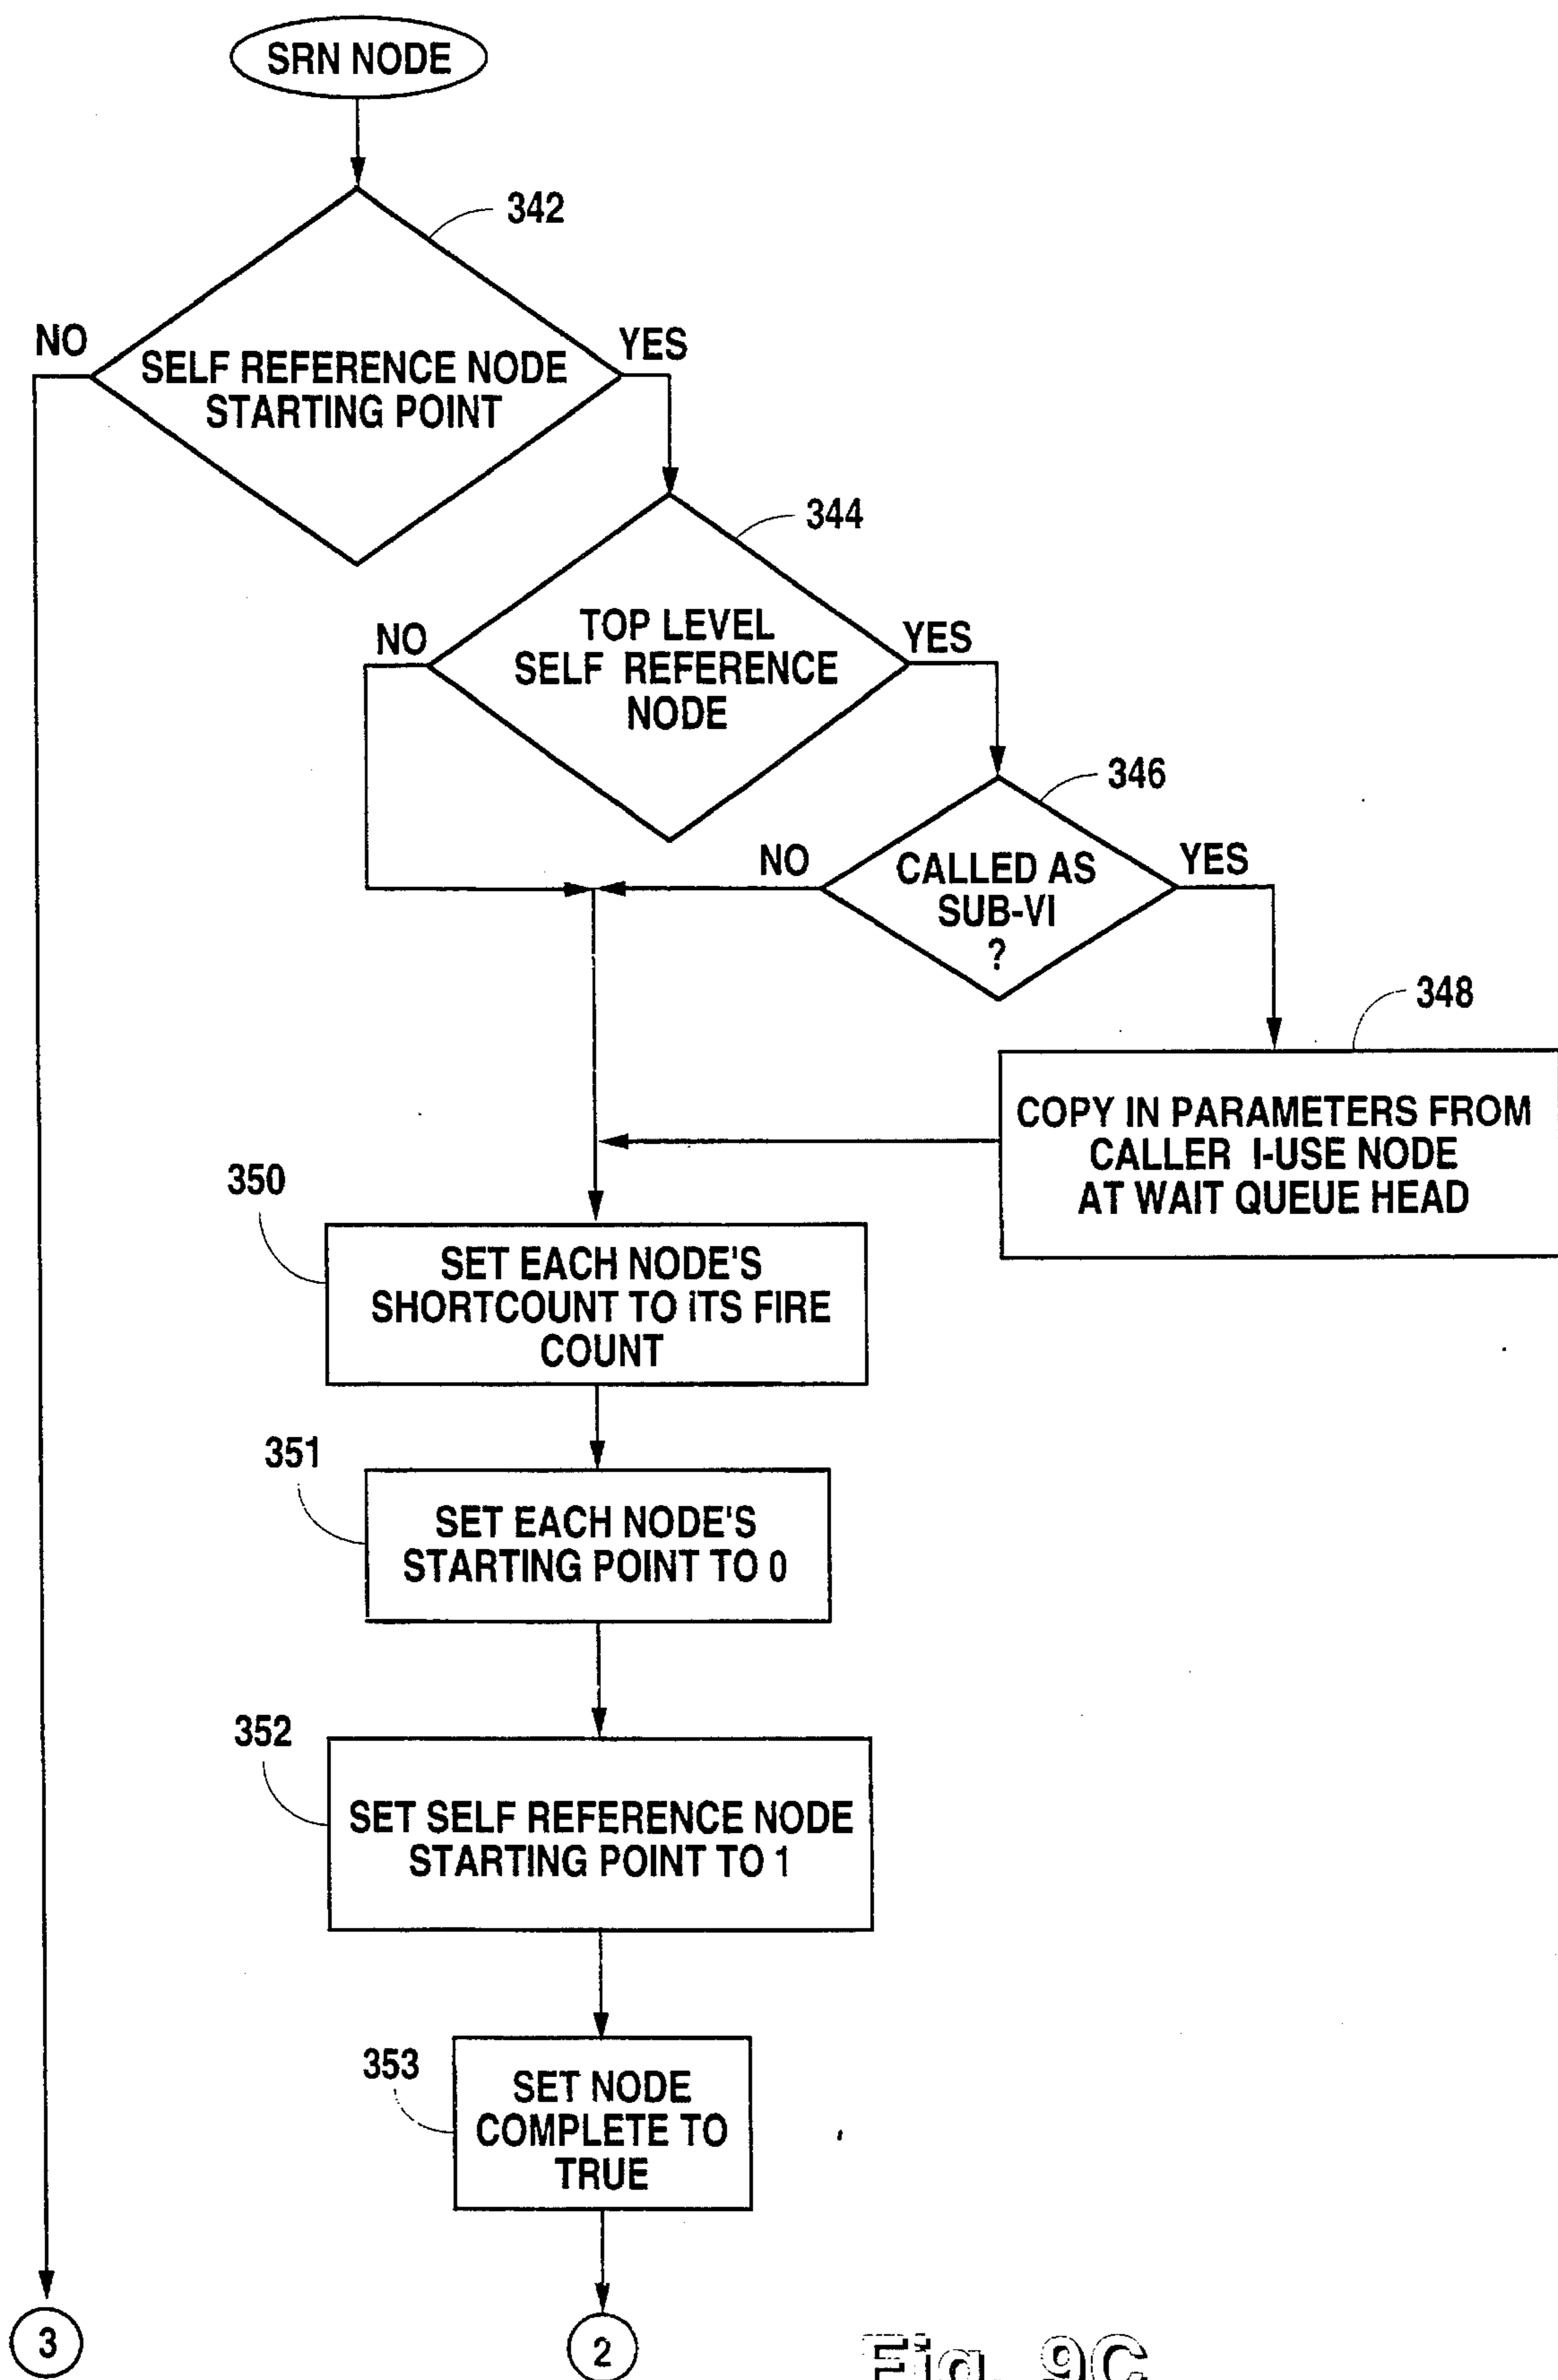 SRN NODE
342
NO
YES
SELF REFERENCE NODE
STARTING POINT
344
NO
YES
TOP LEVEL
SELF REFERENCE
NODE
346
NO
YES
CALLED AS
SUB-VI
?
348
COPY IN PARAMETERS FROM
CALLER I-USE NODE
AT WAIT QUEUE HEAD
350
SET EACH NODE'S
SHORTCOUNT TO iTS FIRE
COUNT
351
SET EACH NODE'S
STARTING POINT TO 0
352
SET SELF REFERENCE NODE
STARTING POINT TO 1
353
SET NODE
COMPLETE TO
TRUE
3
2
Fig. 9C